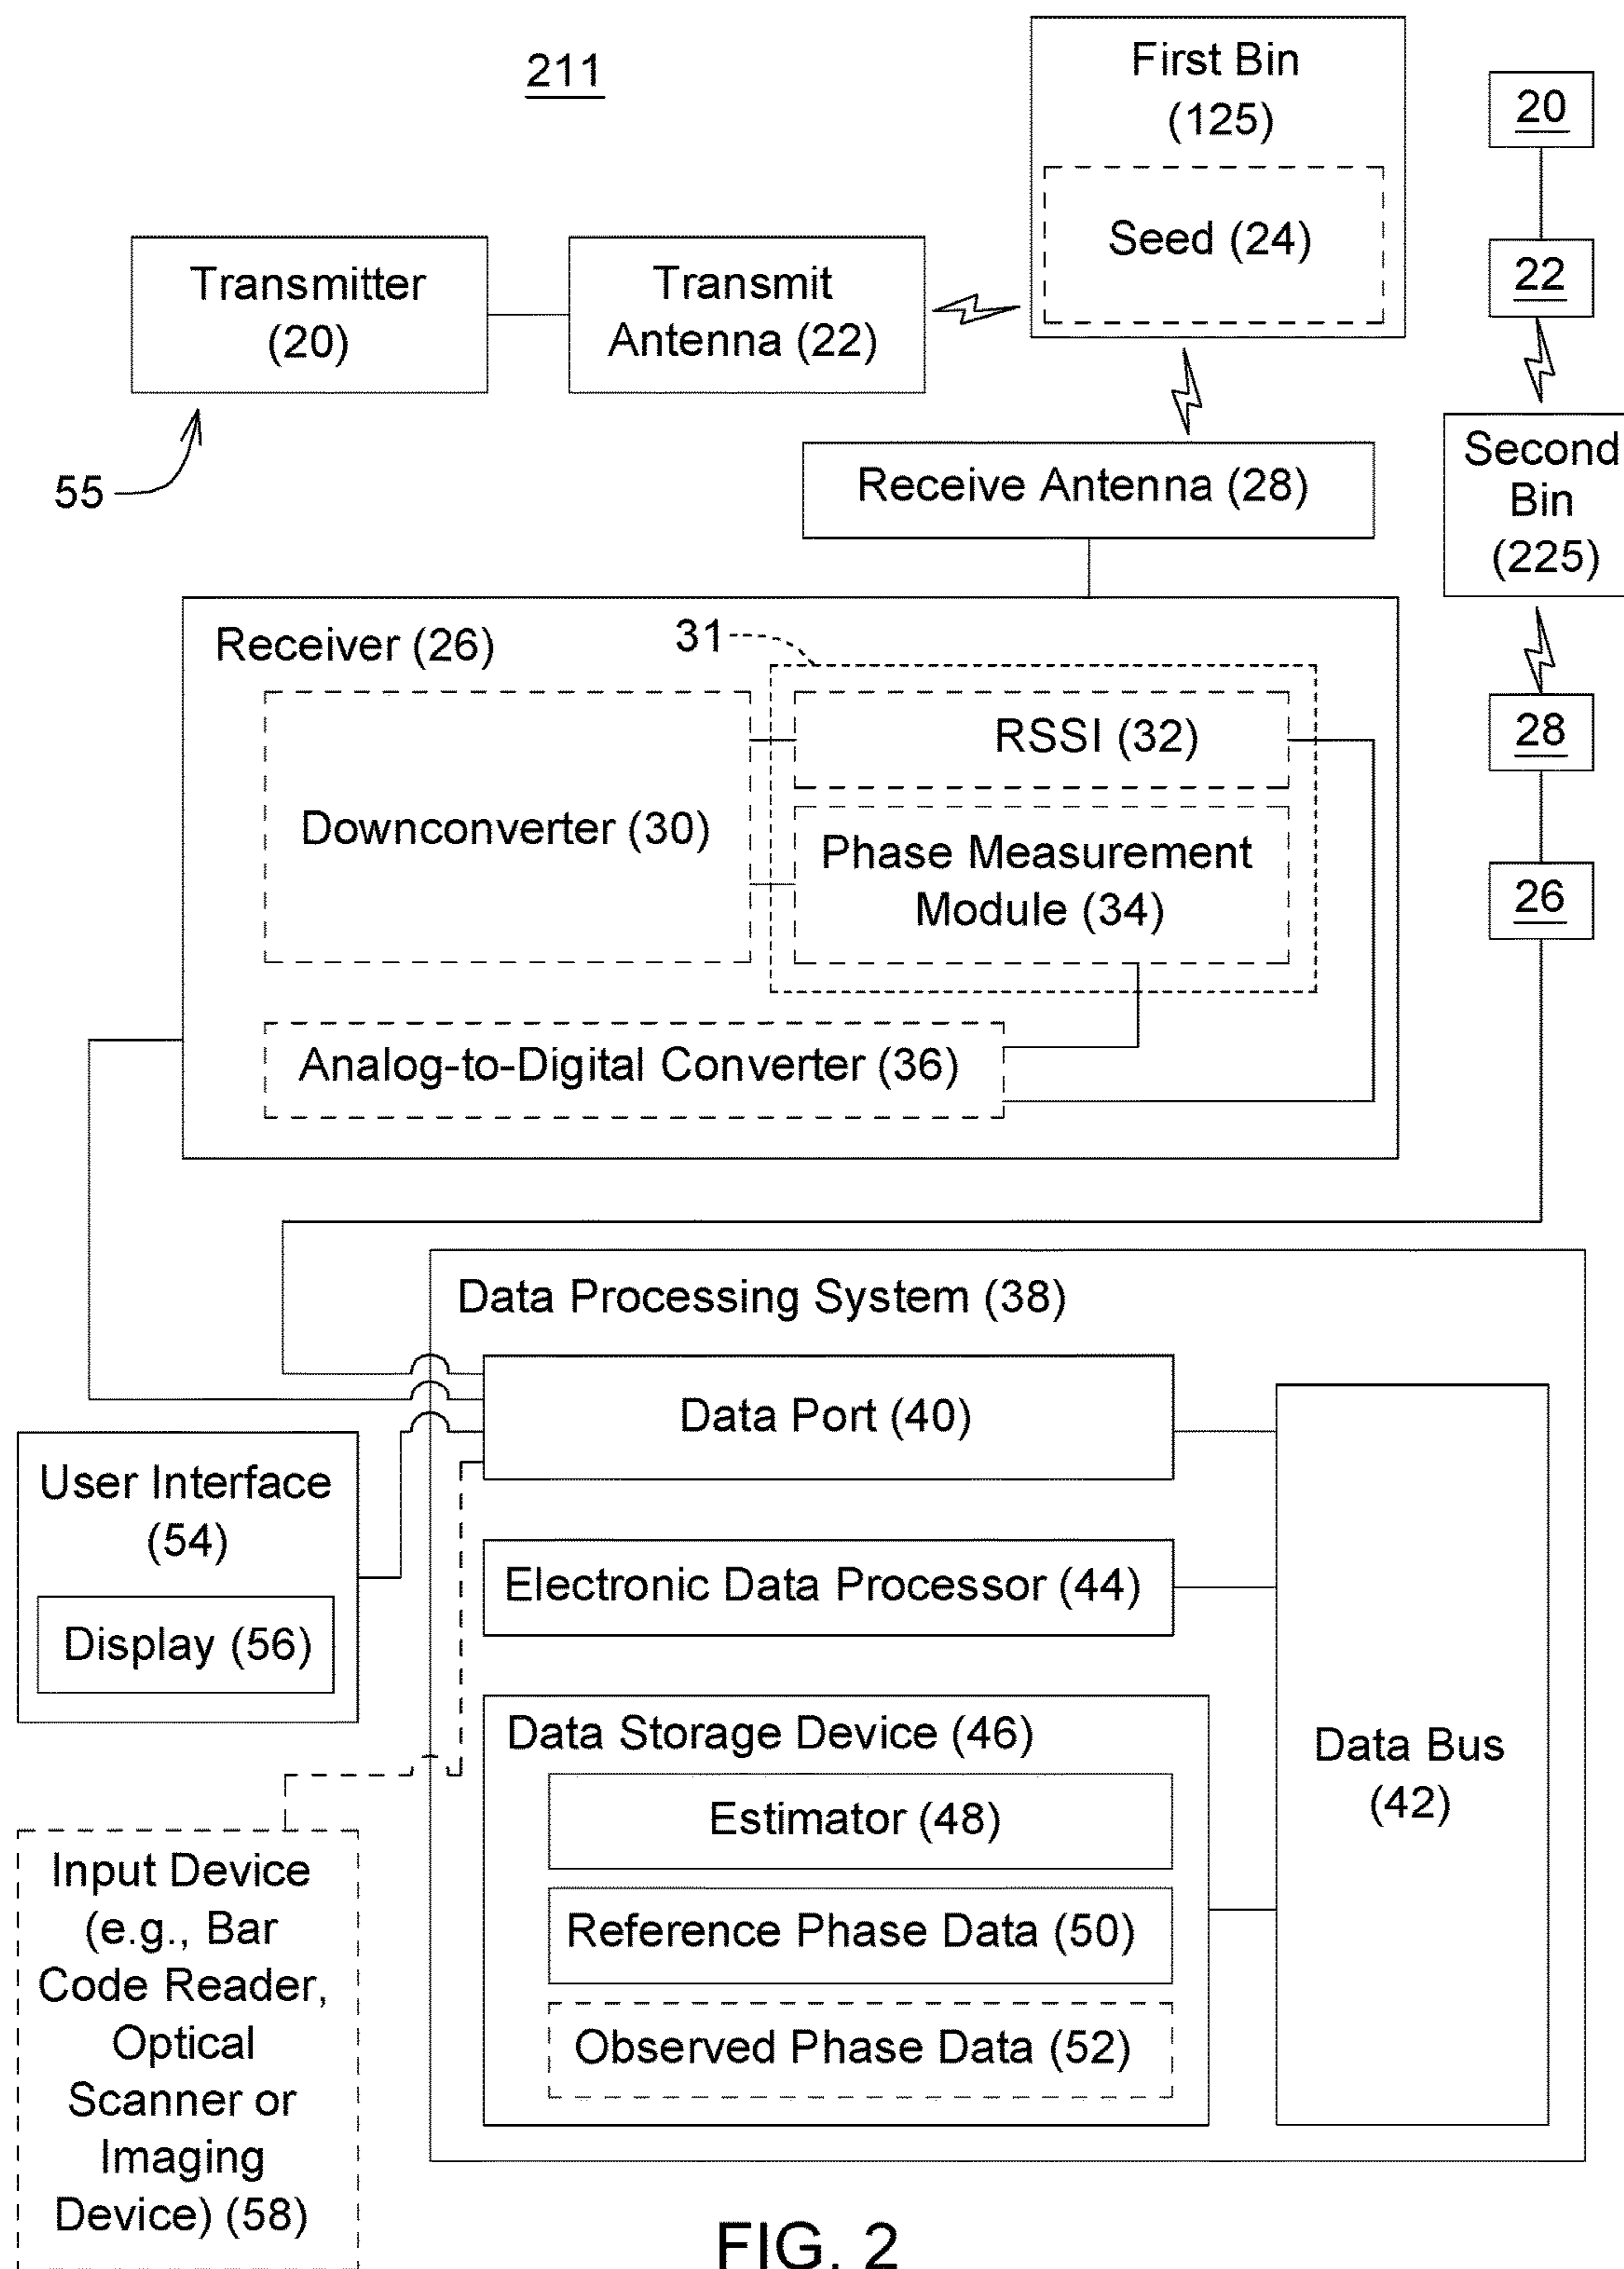 211
First Bin
(125)
Seed (24)
20
22
Transmitter
(20)
Transmit
Antenna (22)
55
Receive Antenna (28)
Second
Bin
(225)
28
26
Receiver (26)
31
RSSI (32)
Downconverter (30)
Phase Measurement
Module (34)
Analog-to-Digital Converter (36)
Data Processing System (38)
Data Port (40)
User Interface
(54)
Display (56)
Electronic Data Processor (44)
Data Storage Device (46)
Estimator (48)
Reference Phase Data (50)
Observed Phase Data (52)
Data Bus
(42)
Input Device
(e.g., Bar
Code Reader,
Optical
Scanner or
Imaging
Device) (58)
FIG. 2